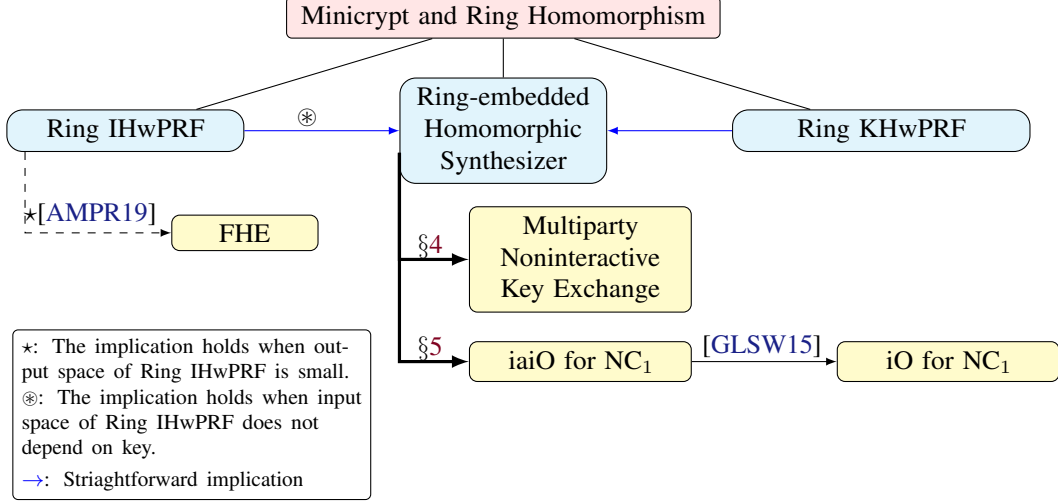 Minicrypt and Ring Homomorphism
Ring IHwPRF
⊛
Ring-embedded
Homomorphic
Synthesizer
Ring KHwPRF
⋆[AMPR19]
FHE
§4
Multiparty
Noninteractive
Key Exchange
§5
iaiO for NC₁
[GLSW15]
iO for NC₁
⋆: The implication holds when out-
put space of Ring IHwPRF is small.
⊛: The implication holds when input
space of Ring IHwPRF does not
depend on key.
→: Striaghtforward implication